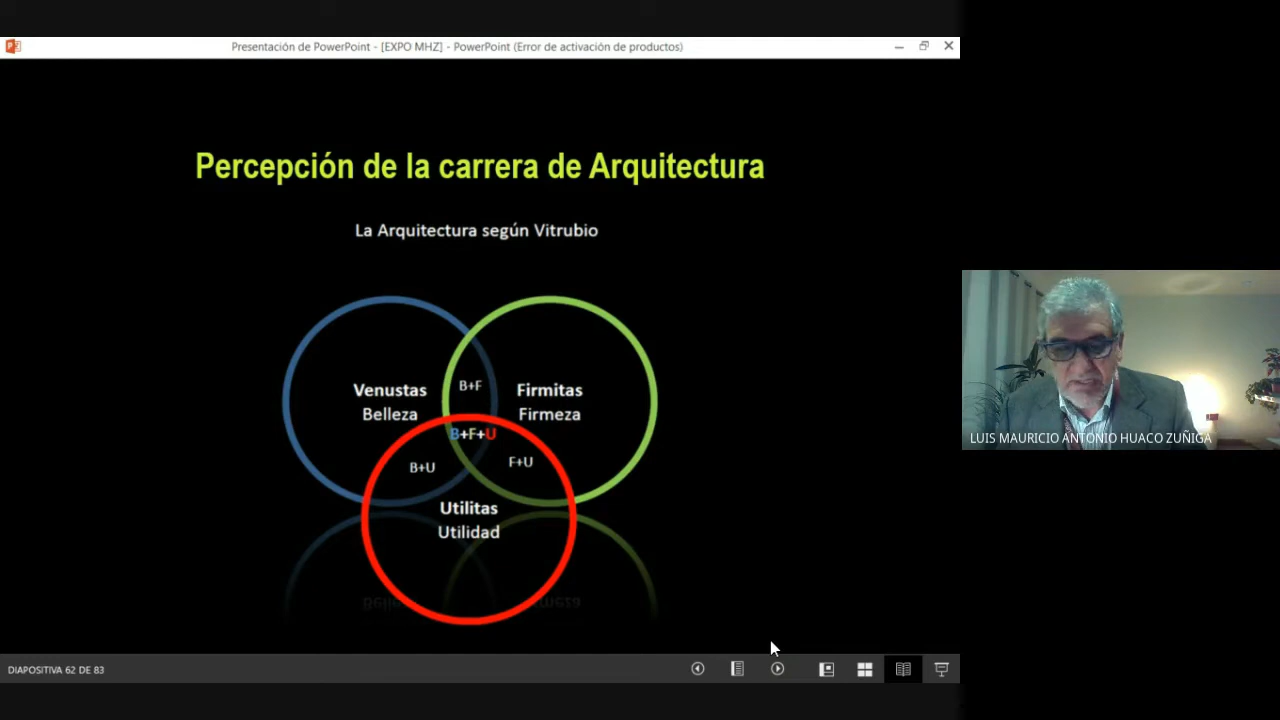 Presentación de PowerPoint - [EXPO MHZ] - PowerPoint (Error de activación de productos)
Percepción de la carrera de Arquitectura
La Arquitectura según Vitrubio
Venustas
Belleza
B+F
Firmitas
Firmeza
B+F+U
B+U
F+U
Utilitas
Utilidad
LUIS MAURICIO ANTONIO HUACO ZUÑIGA
DIAPOSITIVA 62 DE 83